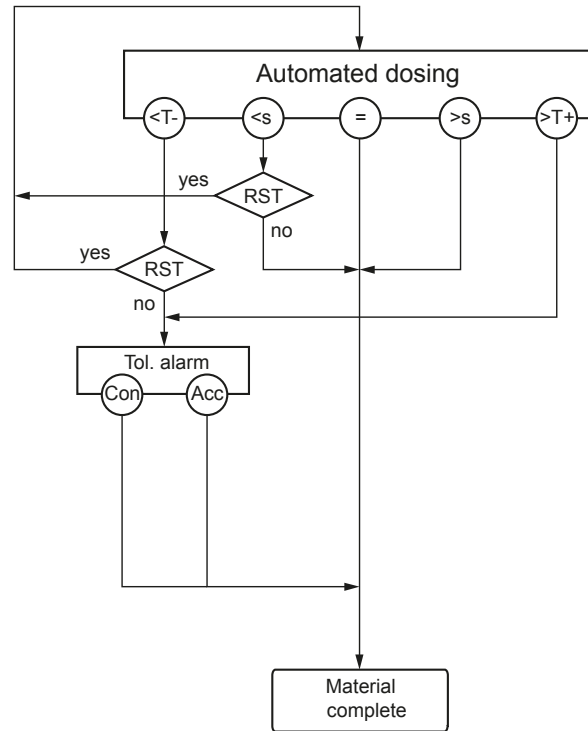 Automated dosing
<T-
<s
=
>s
>T+
yes
RST
no
yes
RST
no
Tol. alarm
Con
Acc
Material
complete